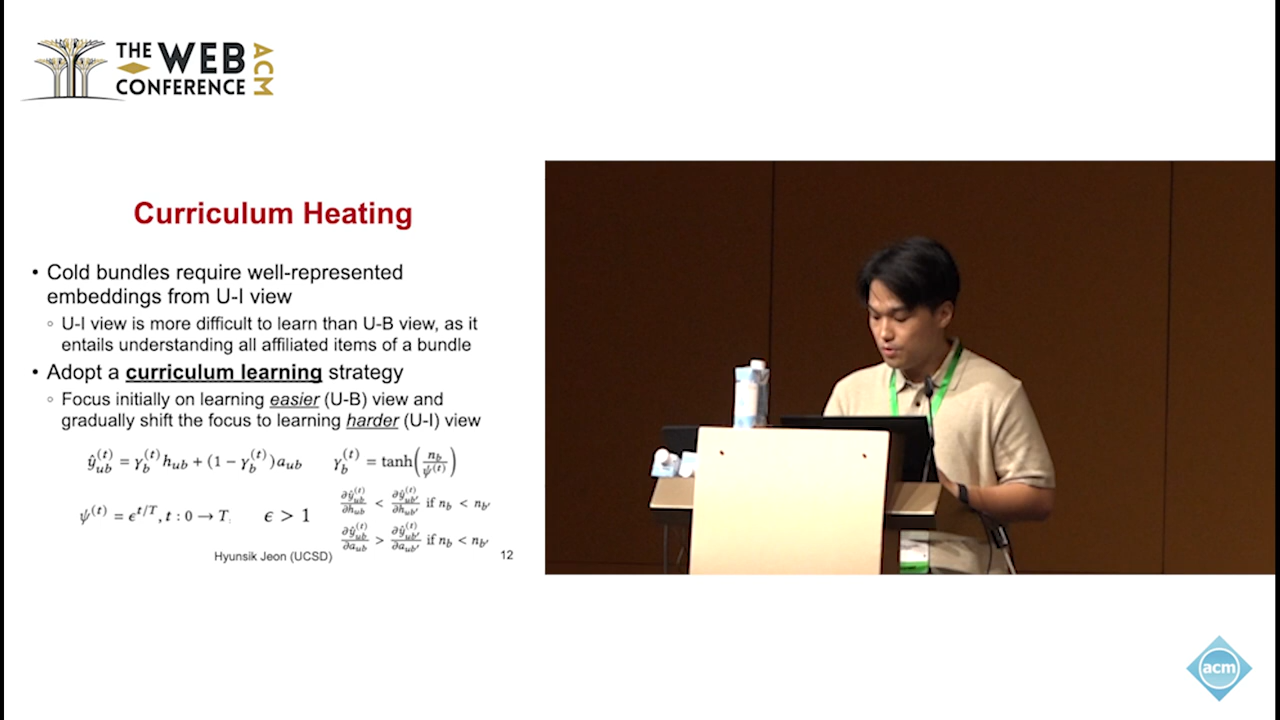 THE WEB
CONFERENCE
ACM
Curriculum Heating
• Cold bundles require well-represented
embeddings from U-I view
◦ U-I view is more difficult to learn than U-B view, as it
entails understanding all affiliated items of a bundle
• Adopt a curriculum learning strategy
◦ Focus initially on learning easier (U-B) view and
gradually shift the focus to learning harder (U-I) view
ŷ_{ub}^{(t)} = γ_b^{(t)} h_{ub} + (1 − γ_b^{(t)}) a_{ub} γ_b^{(t)} = tanh(n_b / ψ^{(t)})
∂ŷ_{ub}^{(t)} / ∂h_{ub} < ∂ŷ_{ub'}^{(t)} / ∂h_{ub'} if n_b < n_{b'}
ψ^{(t)} = ϵ^{t/T}, t : 0 → T, ϵ > 1
∂ŷ_{ub}^{(t)} / ∂a_{ub} > ∂ŷ_{ub'}^{(t)} / ∂a_{ub'} if n_b < n_{b'}
Hyunsik Jeon (UCSD) 12
acm